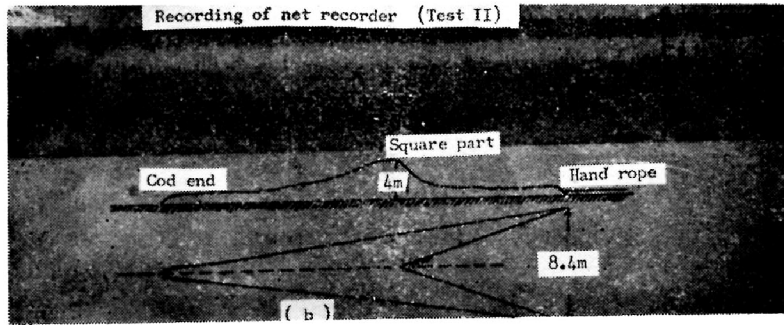 Recording of net recorder (Test II)
Square part
Cod end
4m
Hand rope
8.4m
( b )